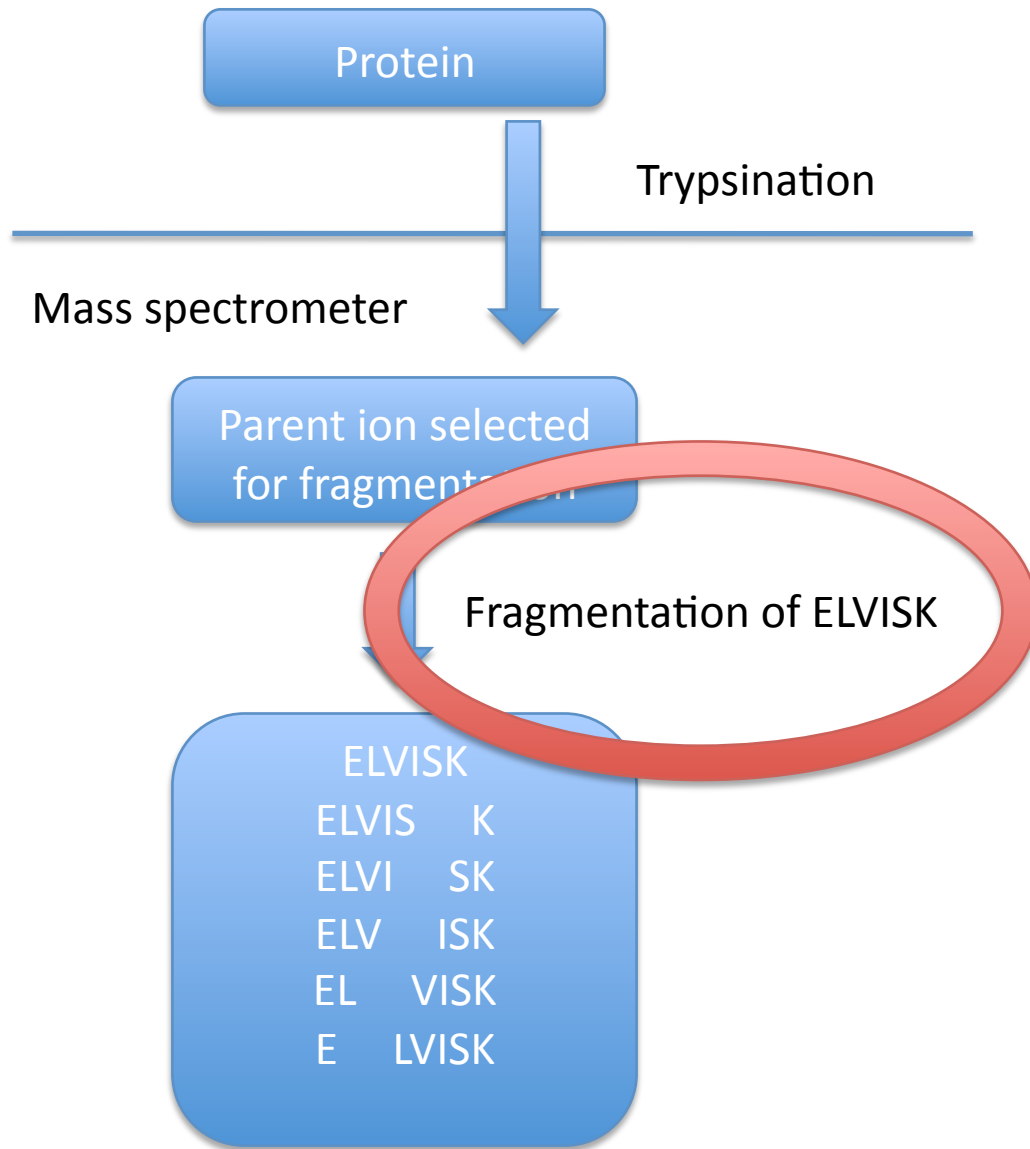 Protein
Trypsination
Mass spectrometer
Parent ion selected
for fragmentation
Fragmentation of ELVISK
ELVISK
ELVIS K
ELVI SK
ELV ISK
EL VISK
E LVISK